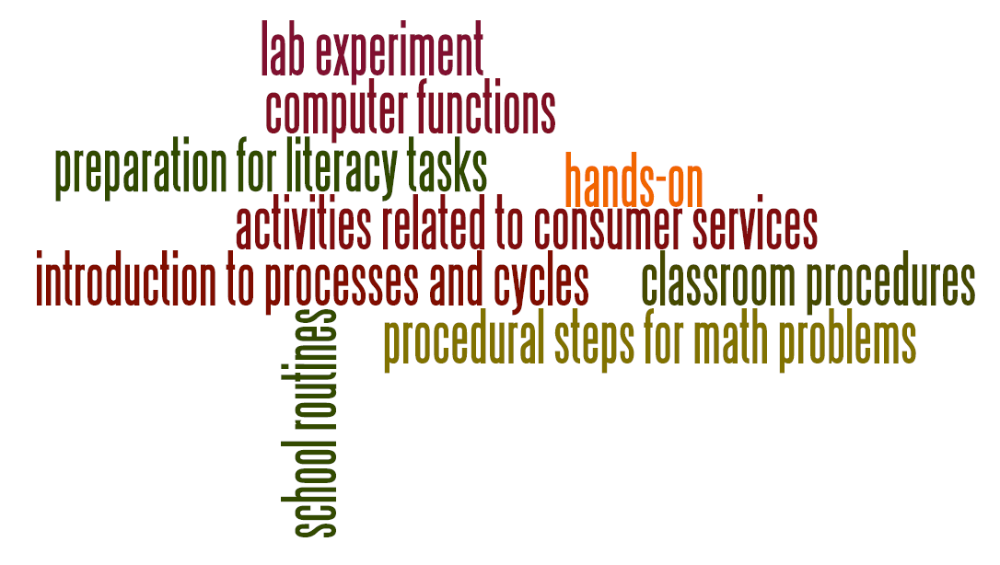 lab experiment
computer functions
preparation for literacy tasks
hands-on
activities related to consumer services
introduction to processes and cycles
classroom procedures
procedural steps for math problems
school routines